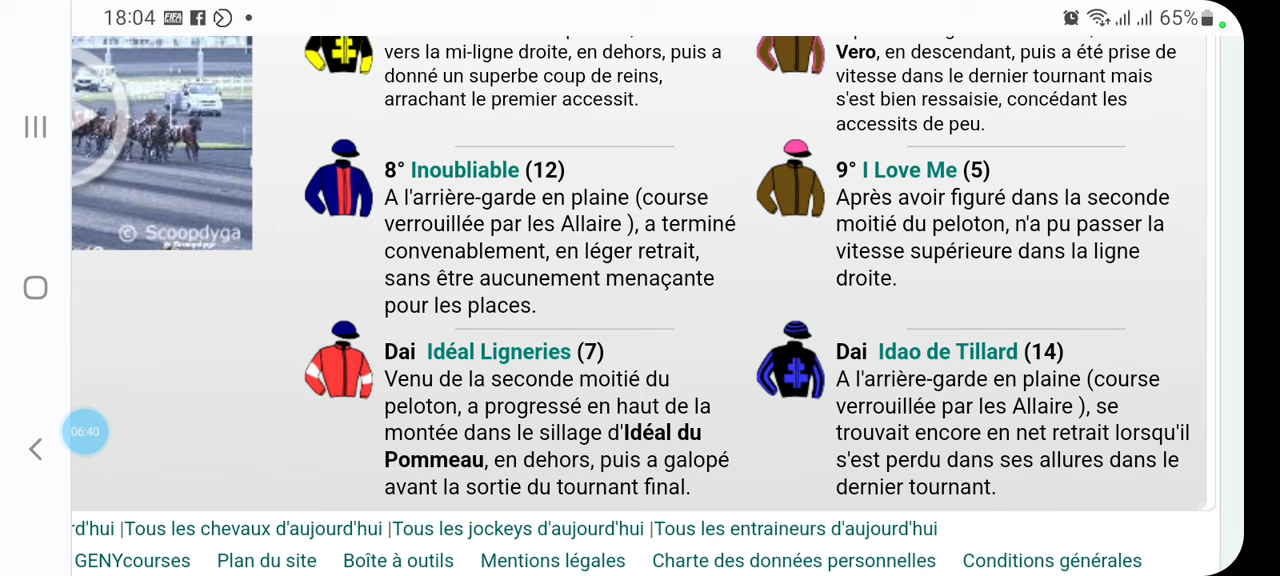 18:04
65%
vers la mi-ligne droite, en dehors, puis a
donné un superbe coup de reins,
arrachant le premier accessit.
Vero, en descendant, puis a été prise de
vitesse dans le dernier tournant mais
s'est bien ressaisie, concédant les
accessits de peu.
© Scoopdyga
8° Inoubliable (12)
A l'arrière-garde en plaine (course
verrouillée par les Allaire ), a terminé
convenablement, en léger retrait,
sans être aucunement menaçante
pour les places.
9° I Love Me (5)
Après avoir figuré dans la seconde
moitié du peloton, n'a pu passer la
vitesse supérieure dans la ligne
droite.
Dai Idéal Ligneries (7)
Venu de la seconde moitié du
peloton, a progressé en haut de la
montée dans le sillage d'Idéal du
Pommeau, en dehors, puis a galopé
avant la sortie du tournant final.
Dai Idao de Tillard (14)
A l'arrière-garde en plaine (course
verrouillée par les Allaire ), se
trouvait encore en net retrait lorsqu'il
s'est perdu dans ses allures dans le
dernier tournant.
06:40
rd'hui |Tous les chevaux d'aujourd'hui |Tous les jockeys d'aujourd'hui |Tous les entraineurs d'aujourd'hui
GENYcourses Plan du site Boîte à outils Mentions légales Charte des données personnelles Conditions générales